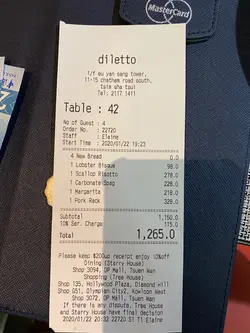 MasterCard
diletto
1/f eu yan sang tower,
11-15 chatham road south,
tsim sha tsui
Tel: 2117 1411
Table : 42
No of Guest : 4
Order No. : 22720
Staff : Elaine
Start Time : 2020/01/22 19:23
4 New Bread 0.0
1 Lobster Bisque 98.0
1 Scallop Risotto 278.0
1 Carbonate Spag 228.0
1 Margarita 218.0
1 Pork Rack 328.0
Subtotal 1,150.0
10% Ser. Charge 115.0
Total 1,265.0
Please keep $200up receipt enjoy 10%off
Dining (Starry House)
Shop 3094, OP Mall, Tsuen Wan
Shopping (Tree House)
Shop 135, Hollywood Plaza, Diamond Hill
Shop G51, Olympian City2, Kowloon West
Shop 3072, OP Mall, Tsuen Wan
If there is any dispute, Tree House
and Starry House have final decision
2020/01/22 20:32 22720 ST 11 Elaine